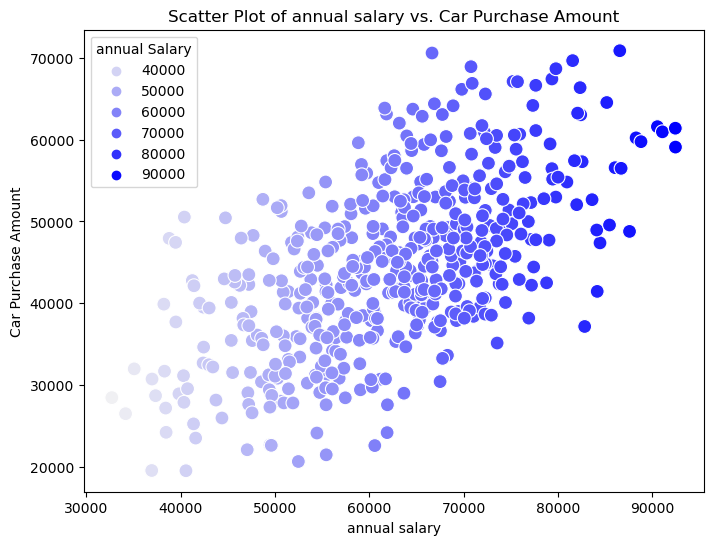 Scatter Plot of annual salary vs. Car Purchase Amount
annual Salary
40000
50000
60000
70000
80000
90000
Car Purchase Amount
70000
60000
50000
40000
30000
20000
30000 40000 50000 60000 70000 80000 90000
annual salary